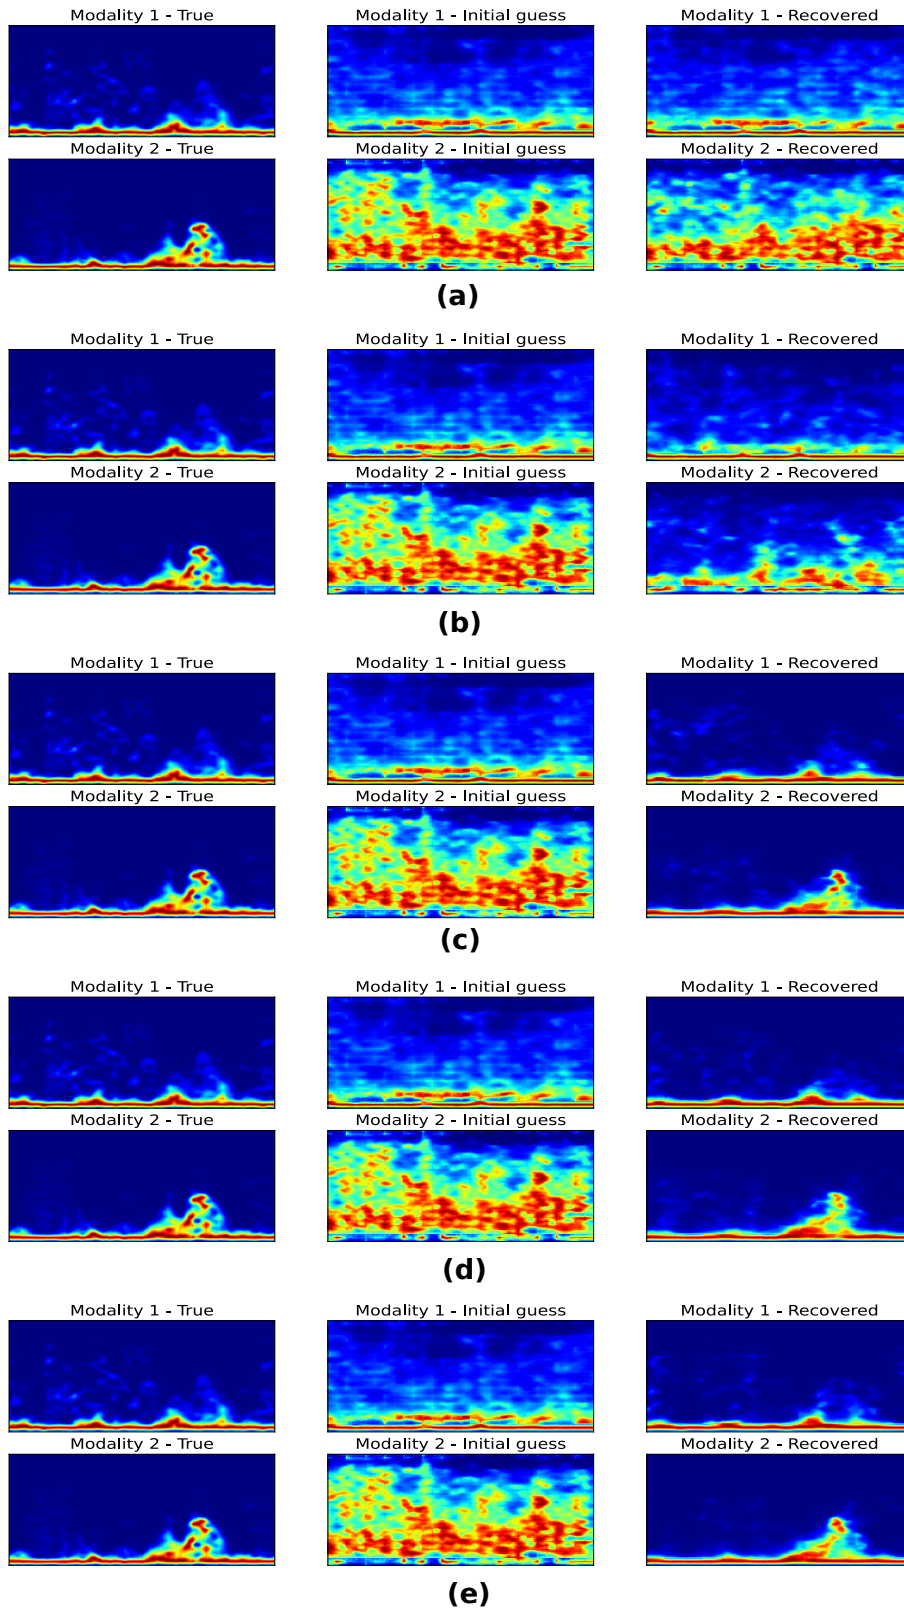 Modality 1 - True Modality 1 - Initial guess Modality 1 - Recovered
Modality 2 - True Modality 2 - Initial guess Modality 2 - Recovered
(a)
Modality 1 - True Modality 1 - Initial guess Modality 1 - Recovered
Modality 2 - True Modality 2 - Initial guess Modality 2 - Recovered
(b)
Modality 1 - True Modality 1 - Initial guess Modality 1 - Recovered
Modality 2 - True Modality 2 - Initial guess Modality 2 - Recovered
(c)
Modality 1 - True Modality 1 - Initial guess Modality 1 - Recovered
Modality 2 - True Modality 2 - Initial guess Modality 2 - Recovered
(d)
Modality 1 - True Modality 1 - Initial guess Modality 1 - Recovered
Modality 2 - True Modality 2 - Initial guess Modality 2 - Recovered
(e)